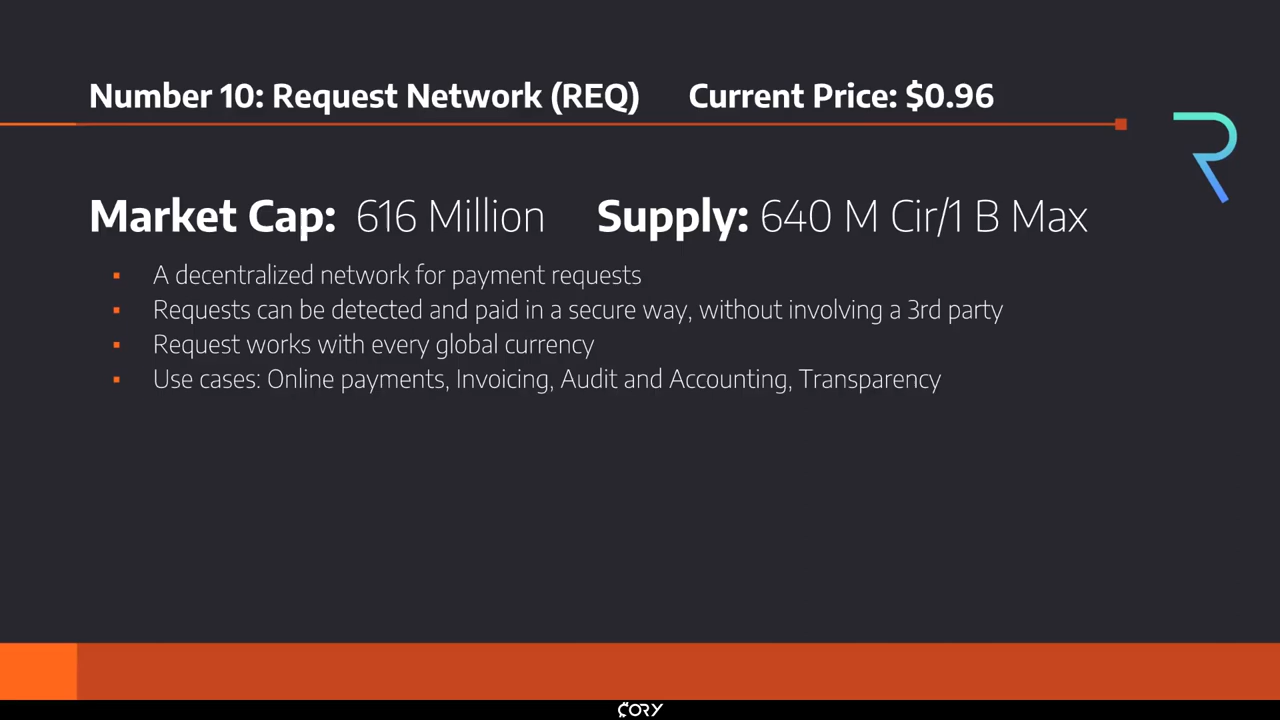 Number 10: Request Network (REQ) Current Price: $0.96
Market Cap: 616 Million Supply: 640 M Cir/1 B Max
▪ A decentralized network for payment requests
▪ Requests can be detected and paid in a secure way, without involving a 3rd party
▪ Request works with every global currency
▪ Use cases: Online payments, Invoicing, Audit and Accounting, Transparency
CORY